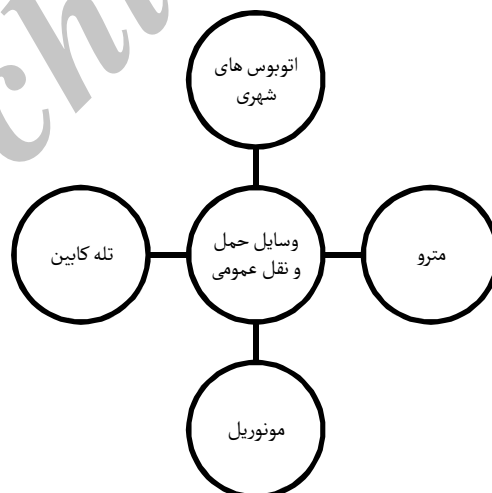 اتوبوس های
شهری
وسایل حمل
و نقل عمومی
مترو
تله کابین
مونوریل